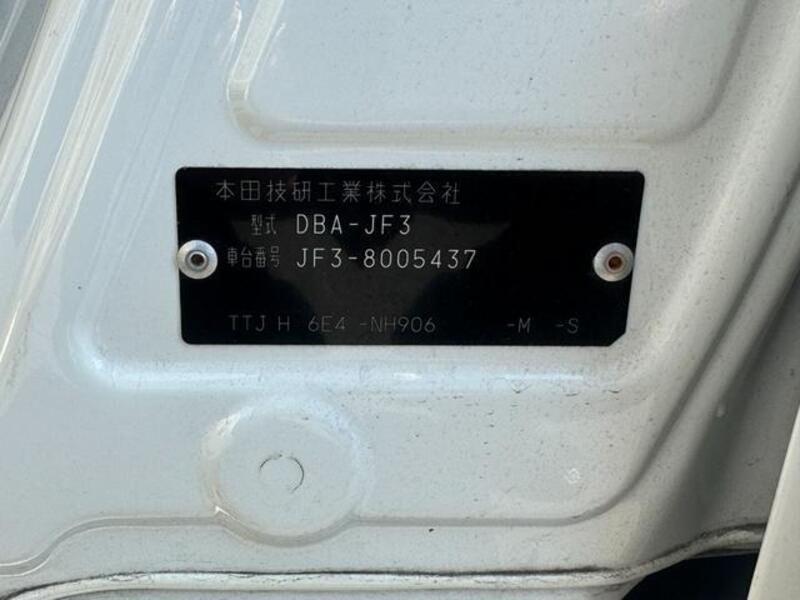 本田技研工業株式会社
型式 DBA-JF3
車台番号 JF3-8005437
TTJ H 6E4 -NH906 -M -S